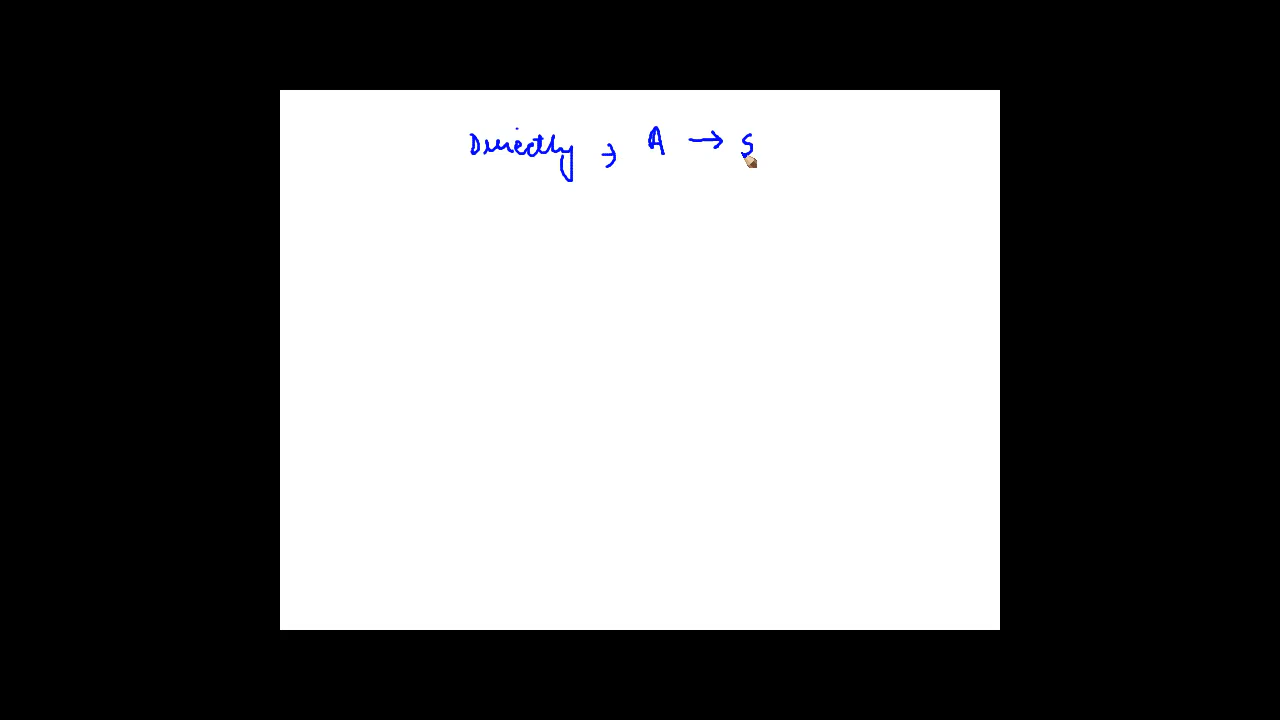 Directly → A → S